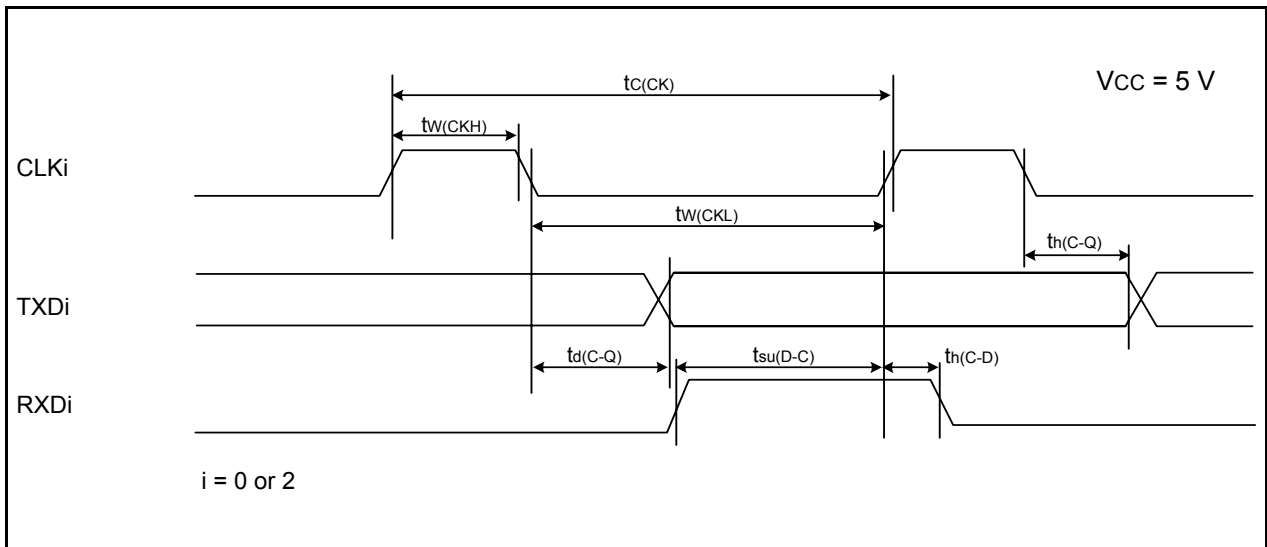 VCC = 5 V
tC(CK)
tW(CKH)
CLKi
tW(CKL)
th(C-Q)
TXDi
td(C-Q)
tsu(D-C)
th(C-D)
RXDi
i = 0 or 2